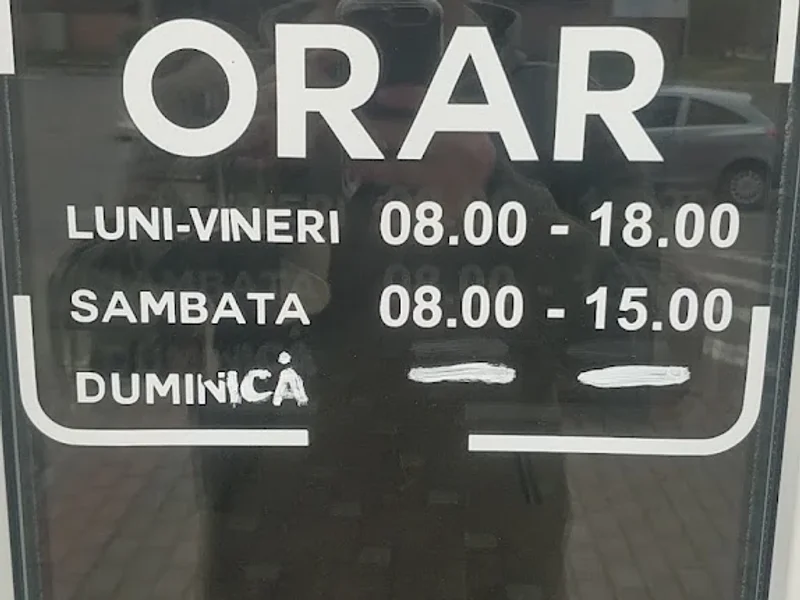 ORAR
LUNI-VINERI 08.00 - 18.00
SAMBATA 08.00 - 15.00
DUMINICĂ — —